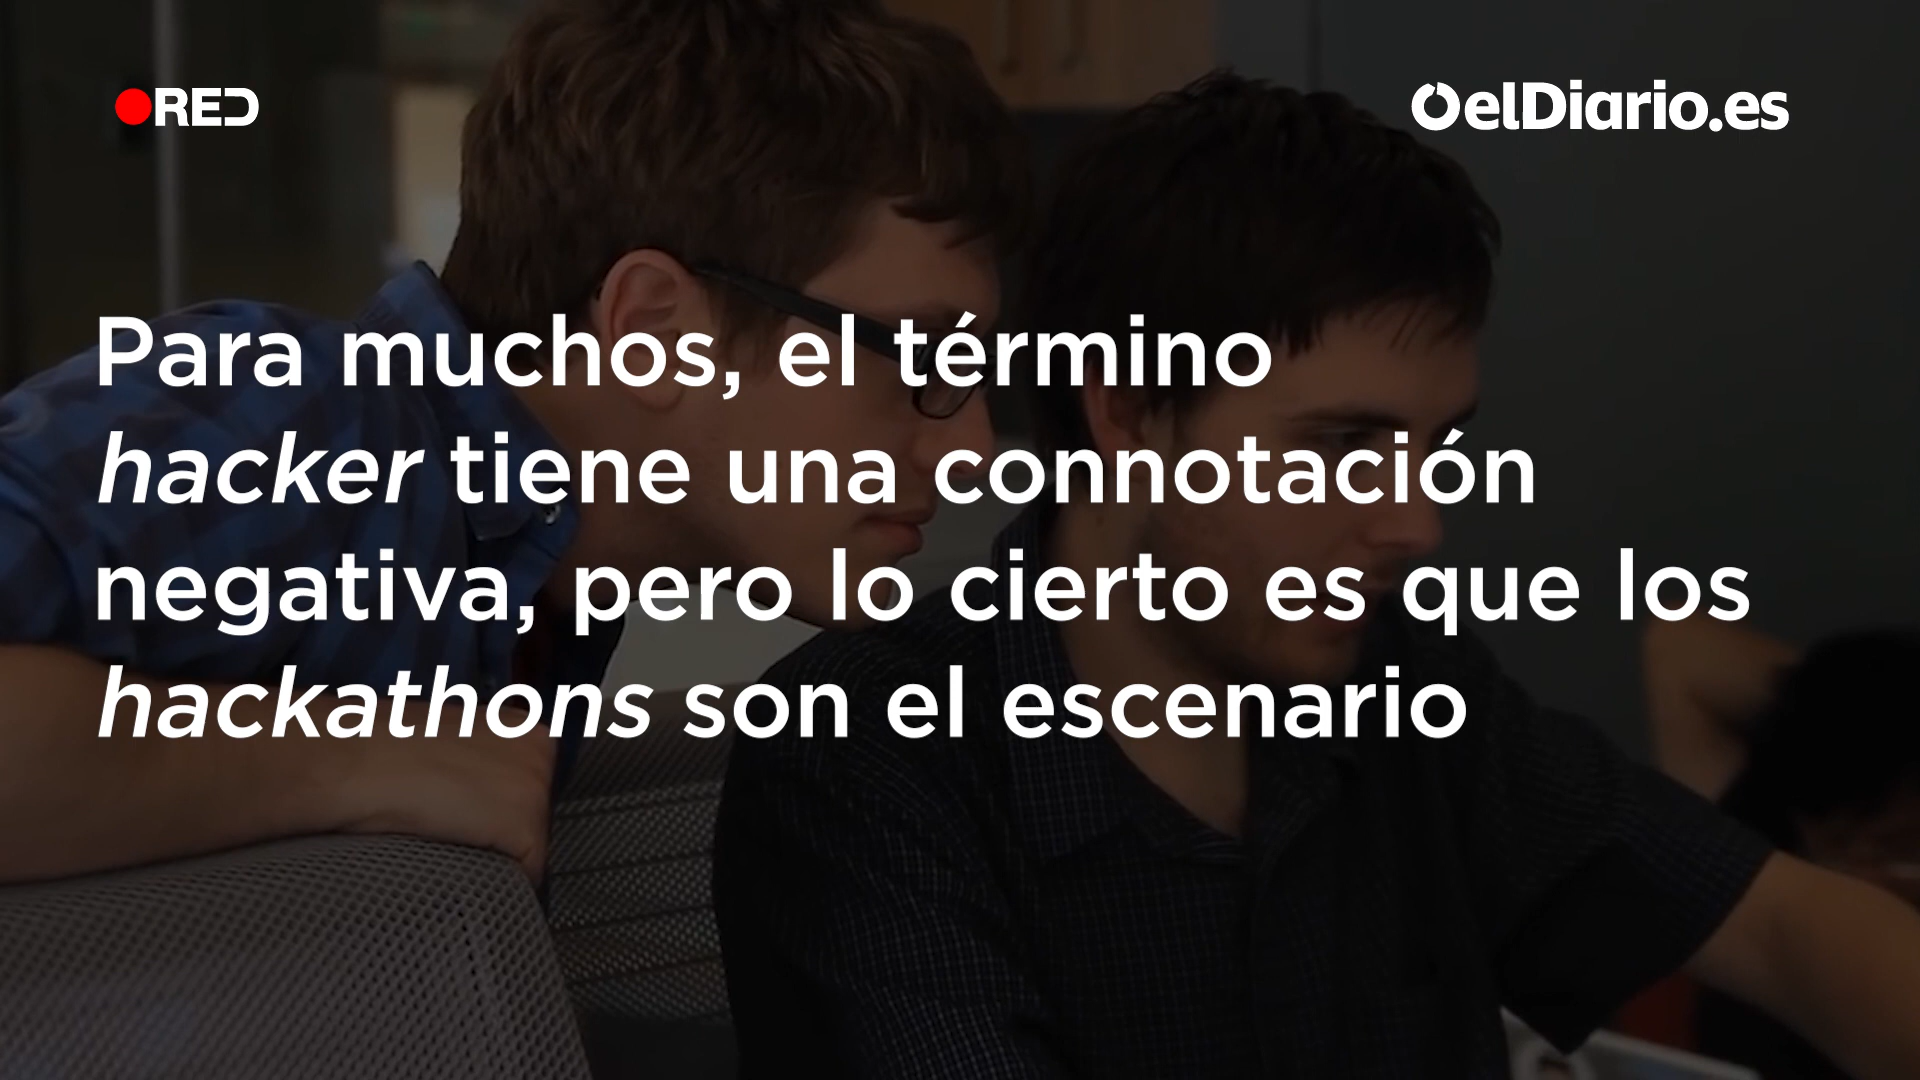 RED
elDiario.es
Para muchos, el término
hacker tiene una connotación
negativa, pero lo cierto es que los
hackathons son el escenario